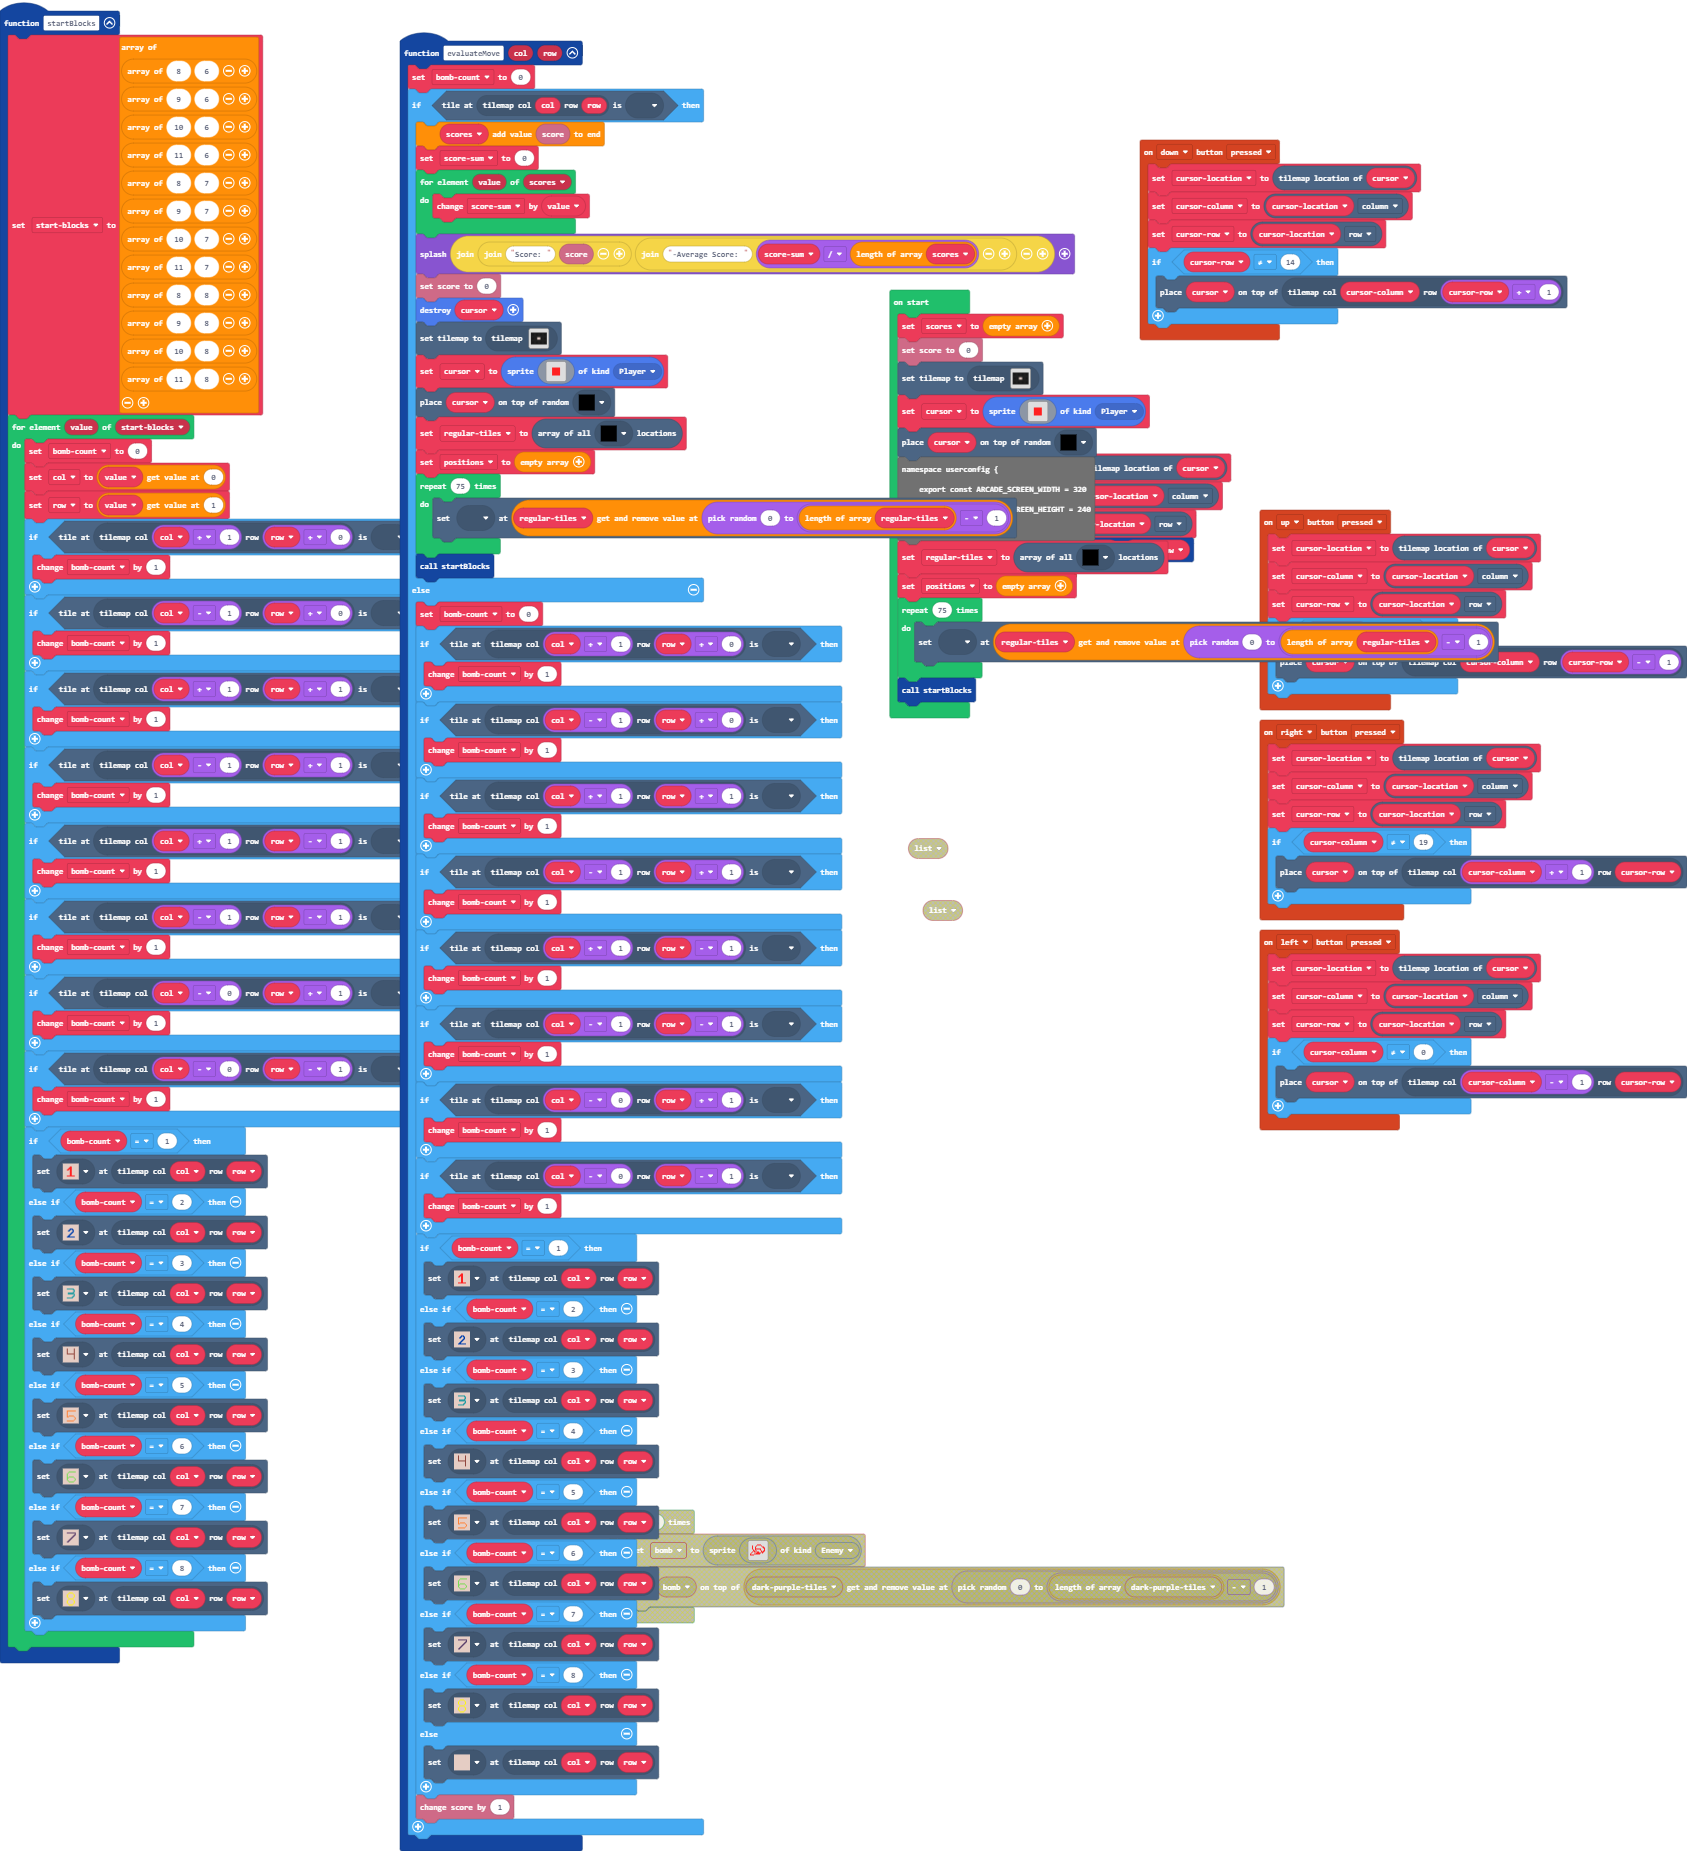 function startBlocks
set start-blocks to
array of
array of 8 6
array of 9 6
array of 10 6
array of 11 6
array of 8 7
array of 9 7
array of 10 7
array of 11 7
array of 8 8
array of 9 8
array of 10 8
array of 11 8
for element value of start-blocks
do
set bomb-count to 0
set col to value get value at 0
set row to value get value at 1
if tile at tilemap col col + 1 row row + 0 is
change bomb-count by 1
if tile at tilemap col col - 1 row row + 0 is
change bomb-count by 1
if tile at tilemap col col + 1 row row + 1 is
change bomb-count by 1
if tile at tilemap col col - 1 row row + 1 is
change bomb-count by 1
if tile at tilemap col col + 1 row row - 1 is
change bomb-count by 1
if tile at tilemap col col - 1 row row - 1 is
change bomb-count by 1
if tile at tilemap col col - 0 row row + 1 is
change bomb-count by 1
if tile at tilemap col col - 0 row row - 1 is
change bomb-count by 1
if bomb-count = 1 then
set 1 at tilemap col col row row
else if bomb-count = 2 then
set 2 at tilemap col col row row
else if bomb-count = 3 then
set 3 at tilemap col col row row
else if bomb-count = 4 then
set 4 at tilemap col col row row
else if bomb-count = 5 then
set 5 at tilemap col col row row
else if bomb-count = 6 then
set 6 at tilemap col col row row
else if bomb-count = 7 then
set 7 at tilemap col col row row
else if bomb-count = 8 then
set at tilemap col col row row
function evaluateMove col row
set bomb-count to 0
if tile at tilemap col col row row is then
scores add value score to end
set score-sum to 0
for element value of scores
do
change score-sum by value
splash join join "Score: " score join "-Average Score: " score-sum / length of array scores
set score to 0
destroy cursor
set tilemap to tilemap
set cursor to sprite of kind Player
place cursor on top of random
set regular-tiles to array of all locations
set positions to empty array
repeat 75 times
do
set at regular-tiles get and remove value at pick random 0 to length of array regular-tiles - 1
call startBlocks
else
set bomb-count to 0
if tile at tilemap col col + 1 row row + 0 is then
change bomb-count by 1
if tile at tilemap col col - 1 row row + 0 is then
change bomb-count by 1
if tile at tilemap col col + 1 row row + 1 is then
change bomb-count by 1
if tile at tilemap col col - 1 row row + 1 is then
change bomb-count by 1
if tile at tilemap col col + 1 row row - 1 is then
change bomb-count by 1
if tile at tilemap col col - 1 row row - 1 is then
change bomb-count by 1
if tile at tilemap col col - 0 row row + 1 is then
change bomb-count by 1
if tile at tilemap col col - 0 row row - 1 is then
change bomb-count by 1
if bomb-count = 1 then
set 1 at tilemap col col row row
else if bomb-count = 2 then
set 2 at tilemap col col row row
else if bomb-count = 3 then
set 3 at tilemap col col row row
else if bomb-count = 4 then
set 4 at tilemap col col row row
else if bomb-count = 5 then
set 5 at tilemap col col row row
else if bomb-count = 6 then
set 6 at tilemap col col row row
else if bomb-count = 7 then
set 7 at tilemap col col row row
else if bomb-count = 8 then
set at tilemap col col row row
else
set at tilemap col col row row
change score by 1
times
bomb to sprite of kind Enemy
bomb on top of dark-purple-tiles get and remove value at pick random 0 to length of array dark-purple-tiles - 1
on start
set scores to empty array
set score to 0
set tilemap to tilemap
set cursor to sprite of kind Player
place cursor on top of random
namespace userconfig {
export const ARCADE_SCREEN_WIDTH = 320
REEN_HEIGHT = 240
location of cursor
column
row
set regular-tiles to array of all locations
set positions to empty array
repeat 75 times
do
set at regular-tiles get and remove value at pick random 0 to length of array regular-tiles - 1
call startBlocks
list
list
on down button pressed
set cursor-location to tilemap location of cursor
set cursor-column to cursor-location column
set cursor-row to cursor-location row
if cursor-row ≠ 14 then
place cursor on top of tilemap col cursor-column row cursor-row + 1
on up button pressed
set cursor-location to tilemap location of cursor
set cursor-column to cursor-location column
set cursor-row to cursor-location row
place cursor on top of tilemap col cursor-column row cursor-row - 1
on right button pressed
set cursor-location to tilemap location of cursor
set cursor-column to cursor-location column
set cursor-row to cursor-location row
if cursor-column ≠ 19 then
place cursor on top of tilemap col cursor-column + 1 row cursor-row
on left button pressed
set cursor-location to tilemap location of cursor
set cursor-column to cursor-location column
set cursor-row to cursor-location row
if cursor-column ≠ 0 then
place cursor on top of tilemap col cursor-column - 1 row cursor-row